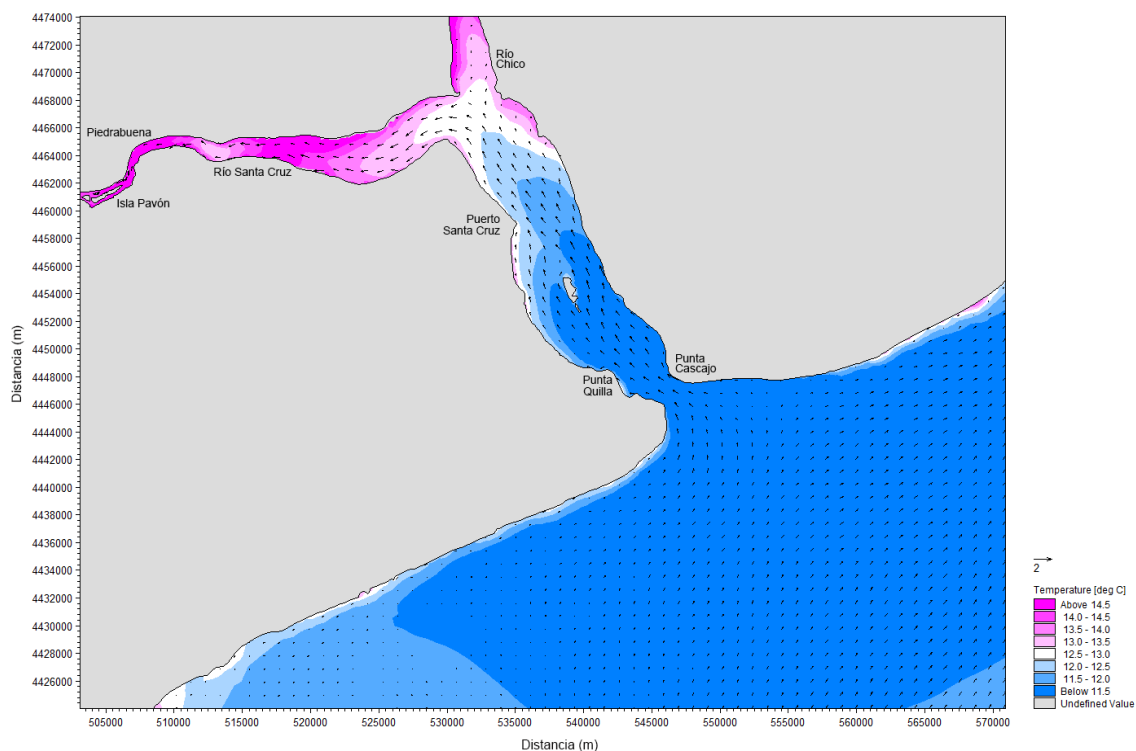 4474000
4472000
4470000
4468000
4466000
4464000
4462000
4460000
4458000
4456000
4454000
4452000
4450000
4448000
4446000
4444000
4442000
4440000
4438000
4436000
4434000
4432000
4430000
4428000
4426000
Distancia (m)
Río
Chico
Piedrabuena
Río Santa Cruz
Isla Pavón
Puerto
Santa Cruz
Punta
Cascajo
Punta
Quilla
505000
510000
515000
520000
525000
530000
535000
540000
545000
550000
555000
560000
565000
570000
Distancia (m)
2
Temperature [deg C]
Above 14.5
14.0 - 14.5
13.5 - 14.0
13.0 - 13.5
12.5 - 13.0
12.0 - 12.5
11.5 - 12.0
Below 11.5
Undefined Value